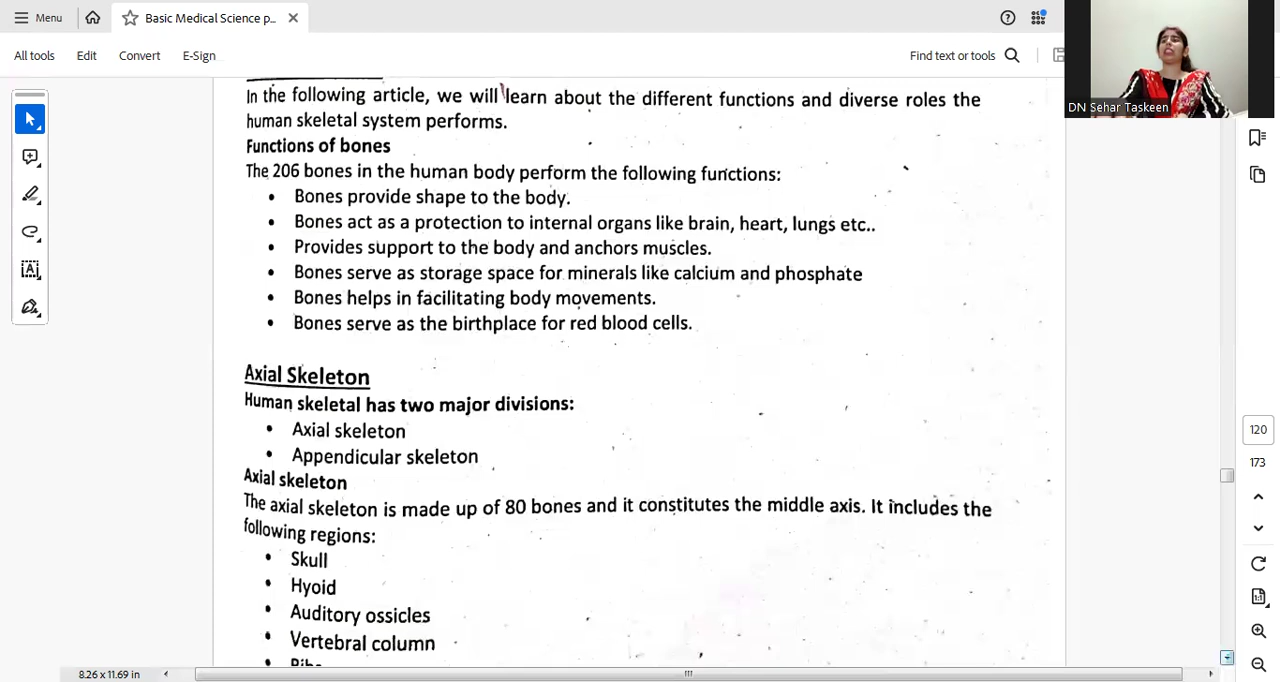 Menu
Basic Medical Science p...
All tools
Edit
Convert
E-Sign
Find text or tools
DN Sehar Taskeen
In the following article, we will learn about the different functions and diverse roles the
human skeletal system performs.
Functions of bones
The 206 bones in the human body perform the following functions:
• Bones provide shape to the body.
• Bones act as a protection to internal organs like brain, heart, lungs etc..
• Provides support to the body and anchors muscles.
• Bones serve as storage space for minerals like calcium and phosphate
• Bones helps in facilitating body movements.
• Bones serve as the birthplace for red blood cells.
Axial Skeleton
Human skeletal has two major divisions:
• Axial skeleton
• Appendicular skeleton
Axial skeleton
The axial skeleton is made up of 80 bones and it constitutes the middle axis. It includes the
following regions:
• Skull
• Hyoid
• Auditory ossicles
• Vertebral column
120
173
8.26 x 11.69 in